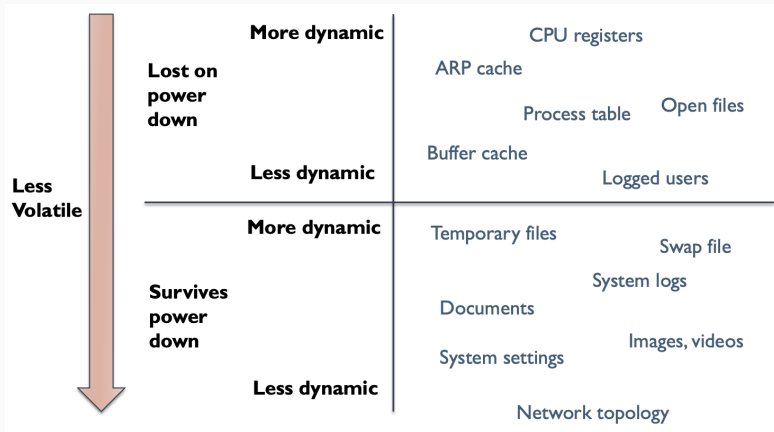 More dynamic
CPU registers
ARP cache
Lost on
power
down
Open files
Process table
Buffer cache
Less dynamic
Logged users
Less
Volatile
More dynamic
Temporary files
Swap file
System logs
Survives
power
down
Documents
Images, videos
System settings
Less dynamic
Network topology